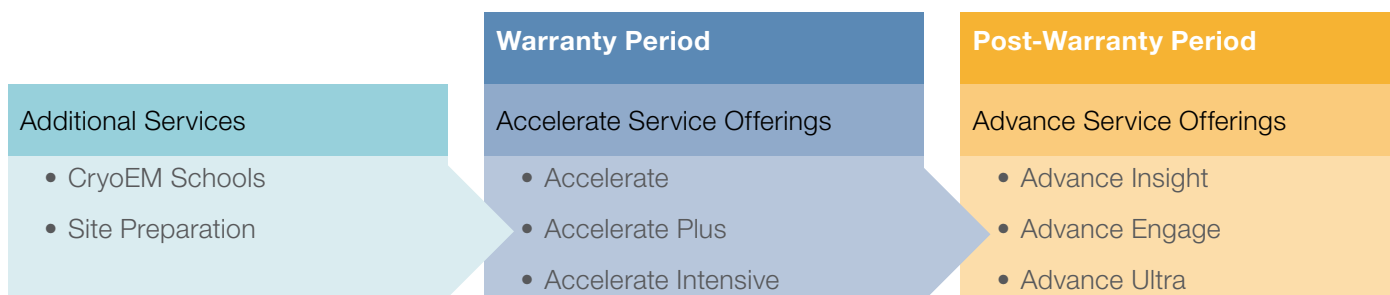 Additional Services
• CryoEM Schools
• Site Preparation
Warranty Period
Accelerate Service Offerings
• Accelerate
• Accelerate Plus
• Accelerate Intensive
Post-Warranty Period
Advance Service Offerings
• Advance Insight
• Advance Engage
• Advance Ultra